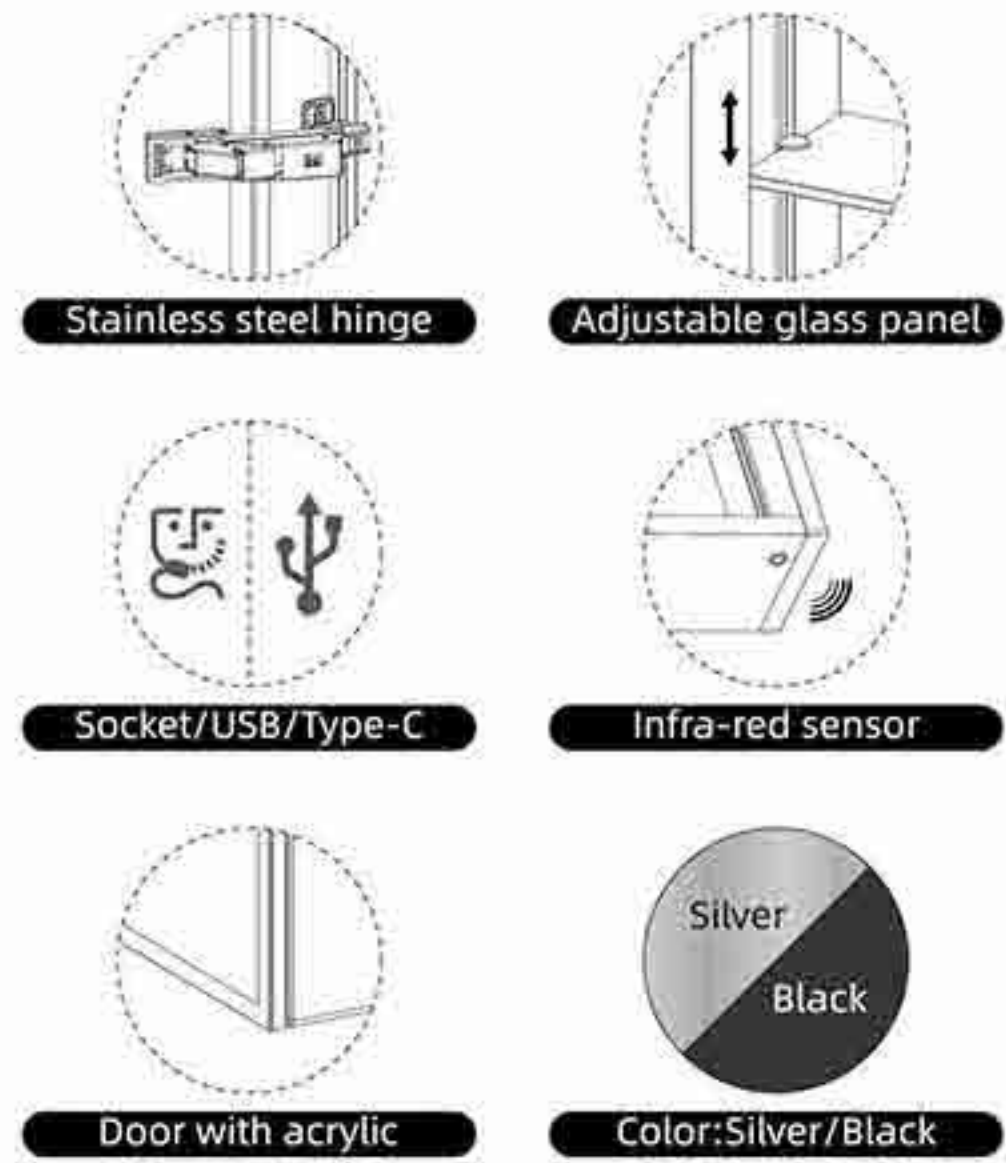 Stainless steel hinge
Adjustable glass panel
Socket/USB/Type-C
Infra-red sensor
Silver
Black
Door with acrylic
Color:Silver/Black